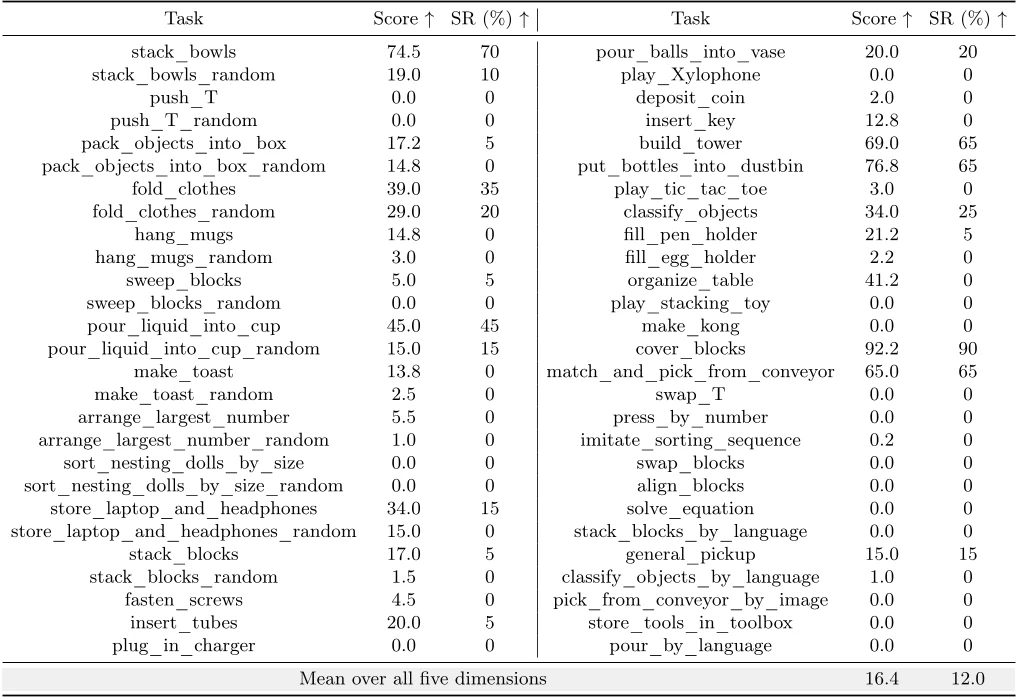 Task Score ↑ SR (%) ↑ Task Score ↑ SR (%) ↑
stack_bowls 74.5 70 pour_balls_into_vase 20.0 20
stack_bowls_random 19.0 10 play_Xylophone 0.0 0
push_T 0.0 0 deposit_coin 2.0 0
push_T_random 0.0 0 insert_key 12.8 0
pack_objects_into_box 17.2 5 build_tower 69.0 65
pack_objects_into_box_random 14.8 0 put_bottles_into_dustbin 76.8 65
fold_clothes 39.0 35 play_tic_tac_toe 3.0 0
fold_clothes_random 29.0 20 classify_objects 34.0 25
hang_mugs 14.8 0 fill_pen_holder 21.2 5
hang_mugs_random 3.0 0 fill_egg_holder 2.2 0
sweep_blocks 5.0 5 organize_table 41.2 0
sweep_blocks_random 0.0 0 play_stacking_toy 0.0 0
pour_liquid_into_cup 45.0 45 make_kong 0.0 0
pour_liquid_into_cup_random 15.0 15 cover_blocks 92.2 90
make_toast 13.8 0 match_and_pick_from_conveyor 65.0 65
make_toast_random 2.5 0 swap_T 0.0 0
arrange_largest_number 5.5 0 press_by_number 0.0 0
arrange_largest_number_random 1.0 0 imitate_sorting_sequence 0.2 0
sort_nesting_dolls_by_size 0.0 0 swap_blocks 0.0 0
sort_nesting_dolls_by_size_random 0.0 0 align_blocks 0.0 0
store_laptop_and_headphones 34.0 15 solve_equation 0.0 0
store_laptop_and_headphones_random 15.0 0 stack_blocks_by_language 0.0 0
stack_blocks 17.0 5 general_pickup 15.0 15
stack_blocks_random 1.5 0 classify_objects_by_language 1.0 0
fasten_screws 4.5 0 pick_from_conveyor_by_image 0.0 0
insert_tubes 20.0 5 store_tools_in_toolbox 0.0 0
plug_in_charger 0.0 0 pour_by_language 0.0 0
Mean over all five dimensions 16.4 12.0